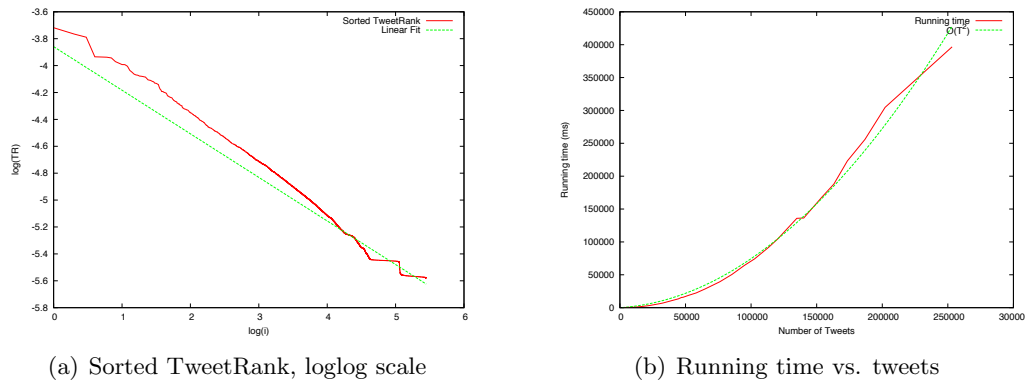 -3.6
-3.8
-4
-4.2
-4.4
-4.6
-4.8
-5
-5.2
-5.4
-5.6
-5.8
0 1 2 3 4 5 6
log(TR)
log(i)
Sorted TweetRank
Linear Fit
(a) Sorted TweetRank, loglog scale
450000
400000
350000
300000
250000
200000
150000
100000
50000
0
0 50000 100000 150000 200000 250000 30000
Running time (ms)
Number of Tweets
Running time
O(T²)
(b) Running time vs. tweets